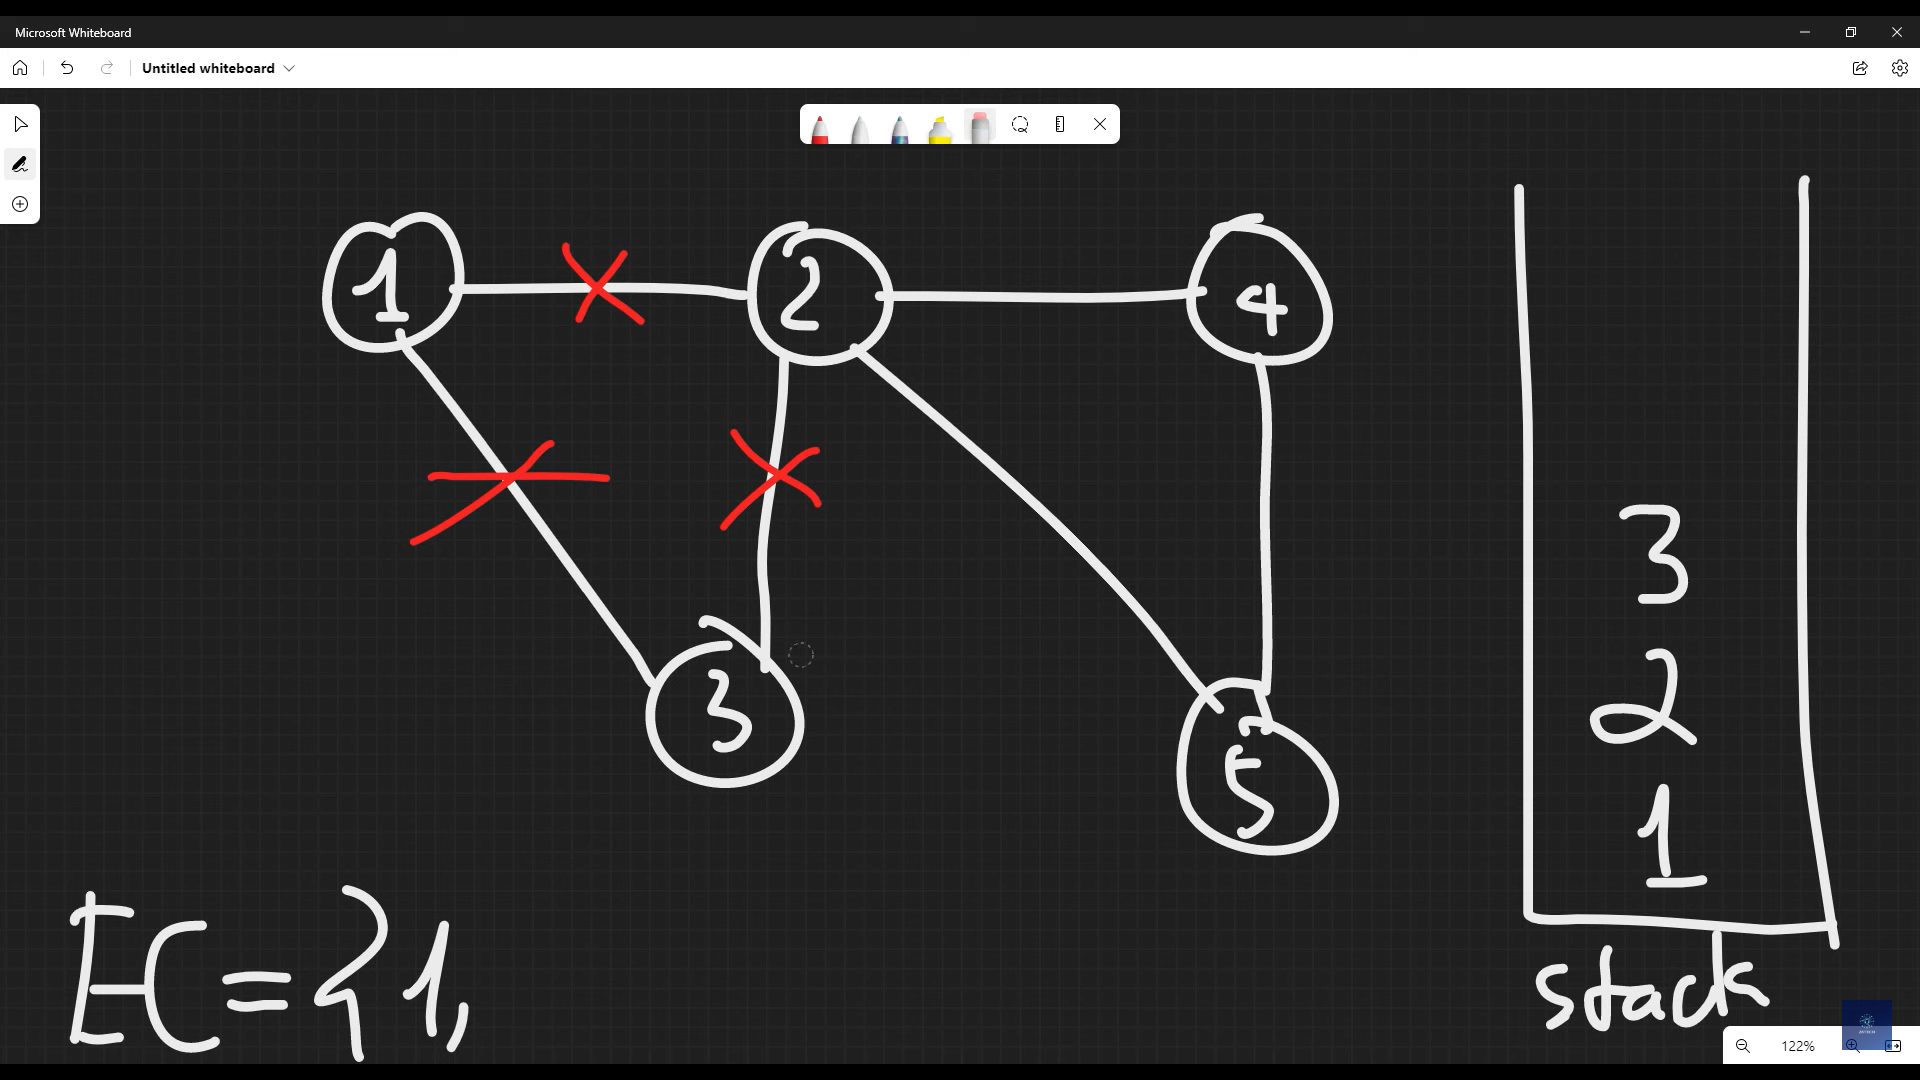 Microsoft Whiteboard
Untitled whiteboard
1
2
4
3
5
3
2
1
stack
EC = { 1,
122%